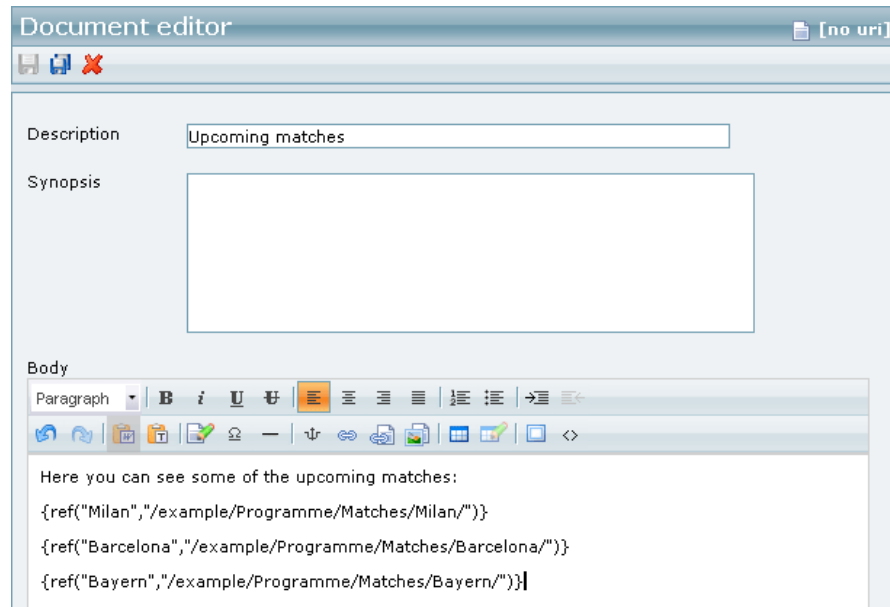 Document editor
[no uri]
Description
Upcoming matches
Synopsis
Body
Paragraph B i U U
Here you can see some of the upcoming matches:
{ref("Milan","/example/Programme/Matches/Milan/")}
{ref("Barcelona","/example/Programme/Matches/Barcelona/")}
{ref("Bayern","/example/Programme/Matches/Bayern/")}